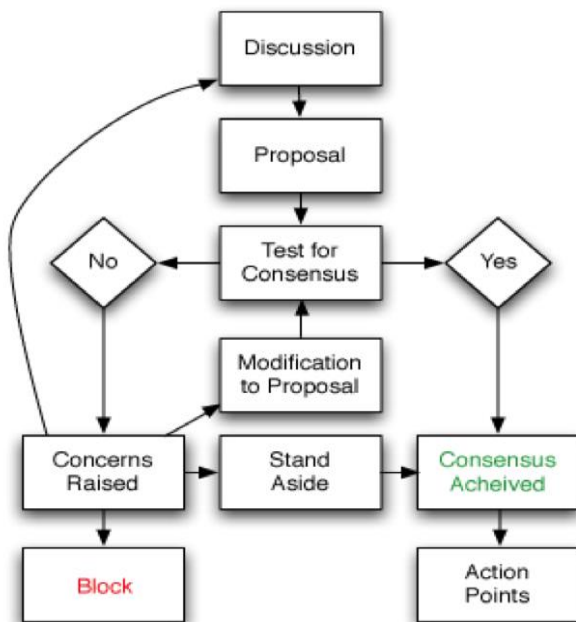 Discussion
Proposal
No
Test for
Consensus
Yes
Modification
to Proposal
Concerns
Raised
Stand
Aside
Consensus
Acheived
Block
Action
Points